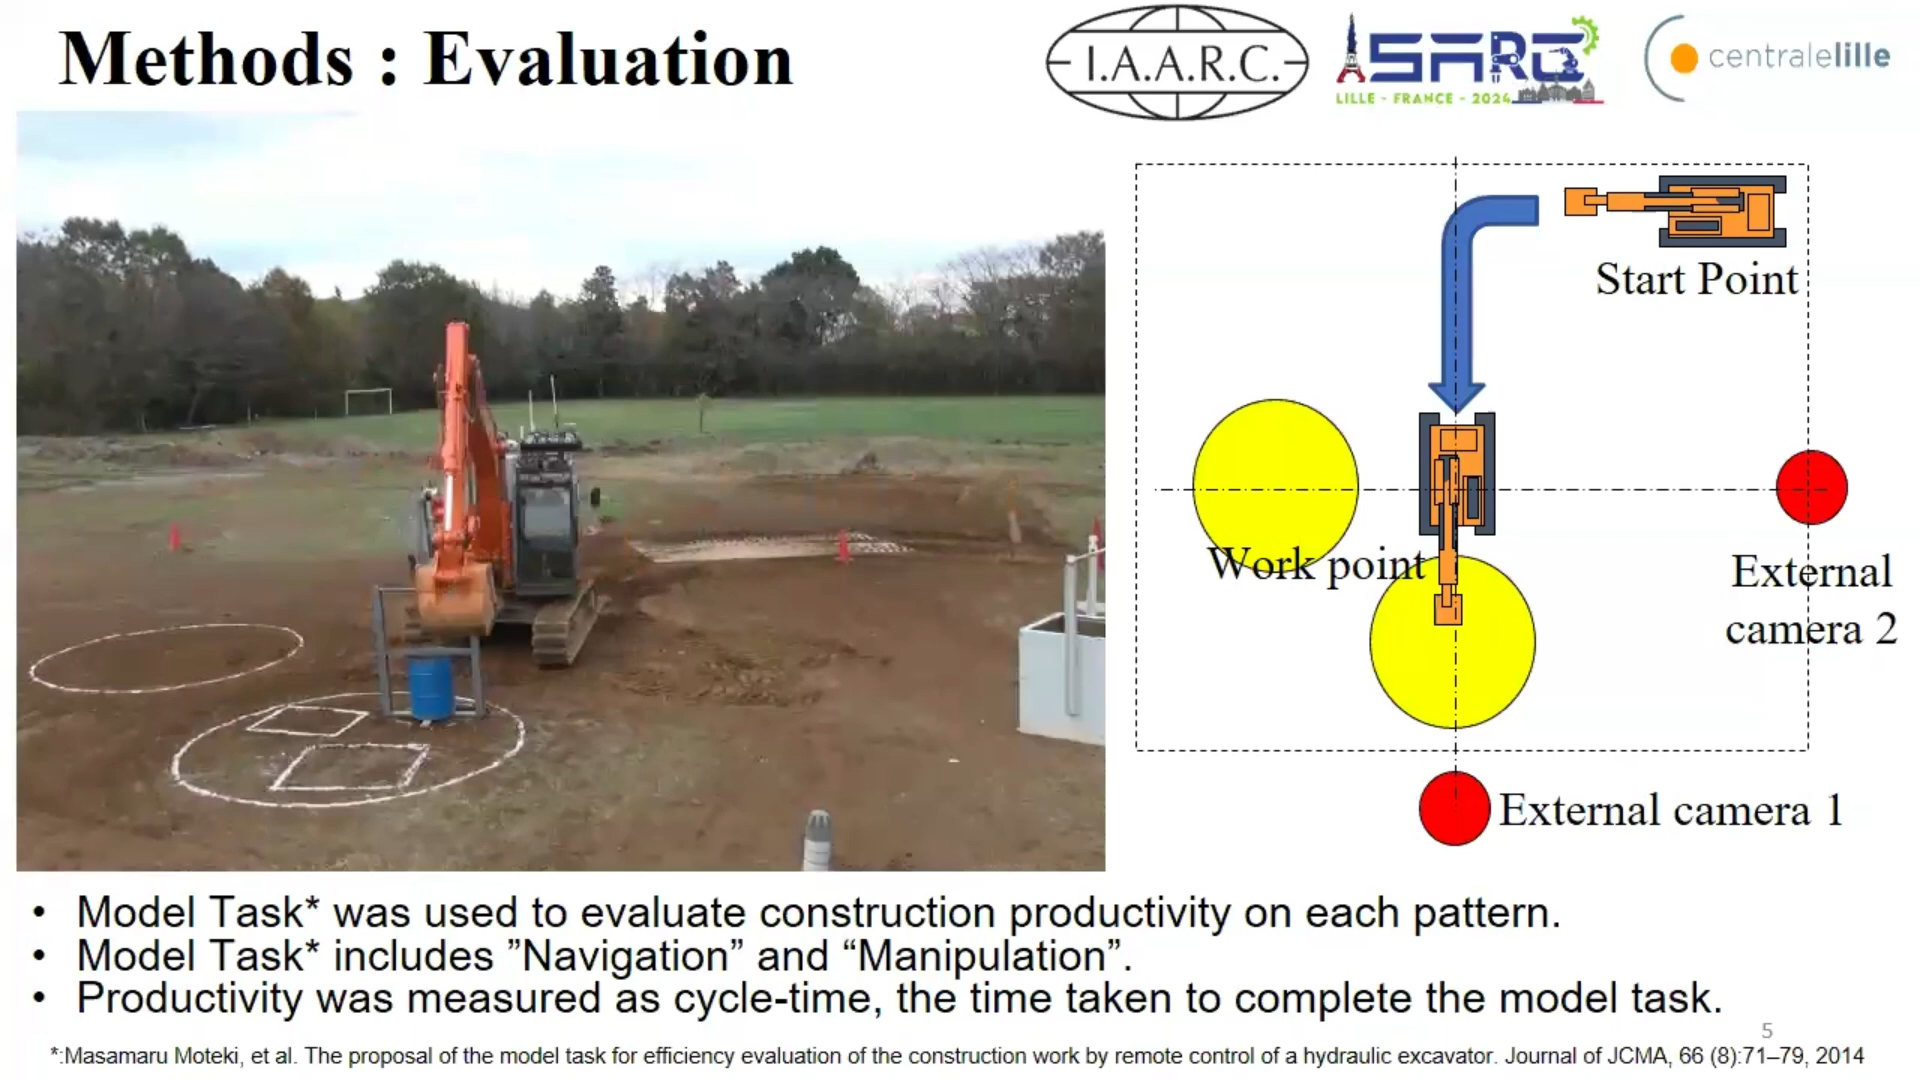 Methods : Evaluation
I.A.A.R.C.
ISARC
LILLE - FRANCE - 2024
centralelille
Start Point
Work point
External
camera 2
External camera 1
• Model Task* was used to evaluate construction productivity on each pattern.
• Model Task* includes ”Navigation” and “Manipulation”.
• Productivity was measured as cycle-time, the time taken to complete the model task.
5
*:Masamaru Moteki, et al. The proposal of the model task for efficiency evaluation of the construction work by remote control of a hydraulic excavator. Journal of JCMA, 66 (8):71–79, 2014